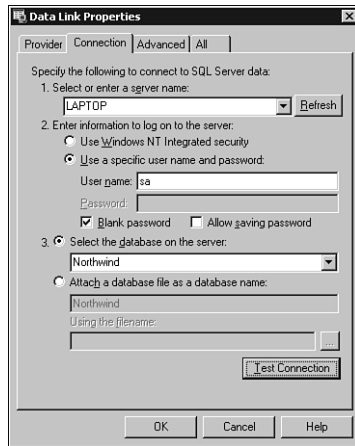 Data Link Properties
Provider Connection Advanced All
Specify the following to connect to SQL Server data:
1. Select or enter a server name:
LAPTOP Refresh
2. Enter information to log on to the server:
Use Windows NT Integrated security
Use a specific user name and password:
User name: sa
Password:
Blank password Allow saving password
3. Select the database on the server:
Northwind
Attach a database file as a database name:
Northwind
Using the filename:
...
Test Connection
OK Cancel Help